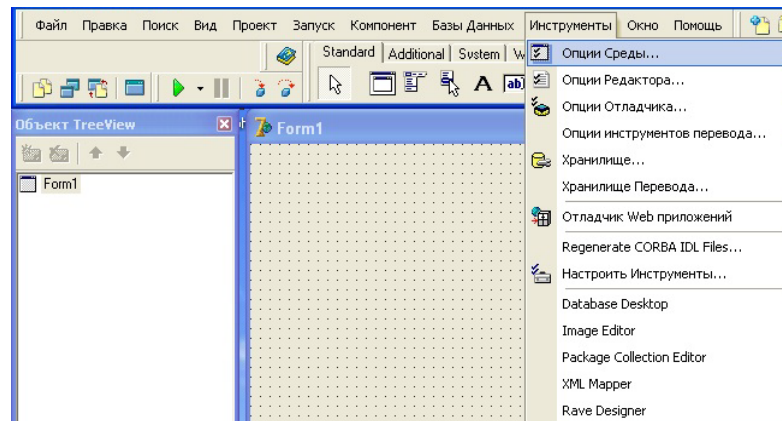 Файл Правка Поиск Вид Проект Запуск Компонент Базы Данных Инструменты Окно Помощь
Standard Additional System
Опции Среды...
Опции Редактора...
Опции Отладчика...
Опции инструментов перевода...
Хранилище...
Хранилище Перевода...
Отладчик Web приложений
Regenerate CORBA IDL Files...
Настроить Инструменты...
Database Desktop
Image Editor
Package Collection Editor
XML Mapper
Rave Designer
A ab
Объект TreeView
Form1
Form1